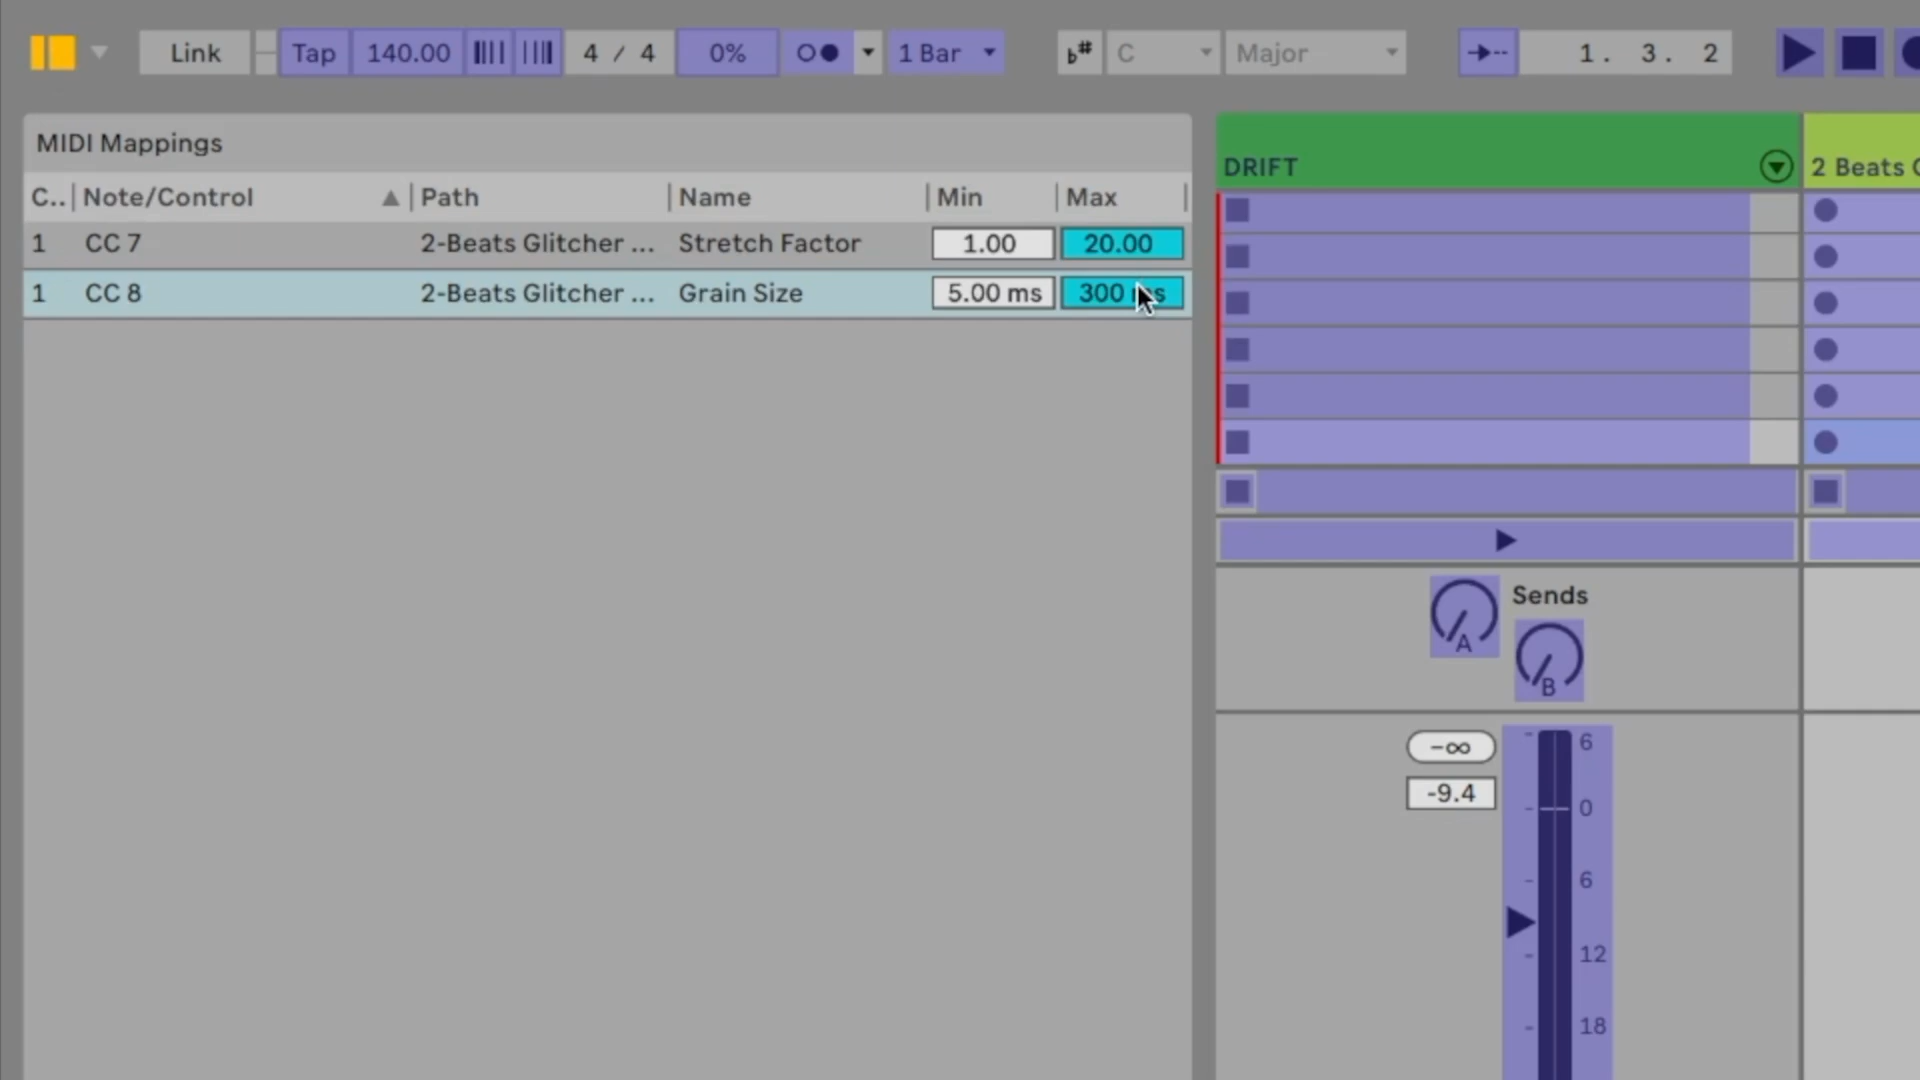 Link Tap 140.00 4 / 4 0% 1 Bar ♭# C Major 1. 3. 2
MIDI Mappings
C.. Note/Control Path Name Min Max
1 CC 7 2-Beats Glitcher ... Stretch Factor 1.00 20.00
1 CC 8 2-Beats Glitcher ... Grain Size 5.00 ms 300 ms
DRIFT
2 Beats
Sends
A
B
-∞
-9.4
6
0
6
12
18